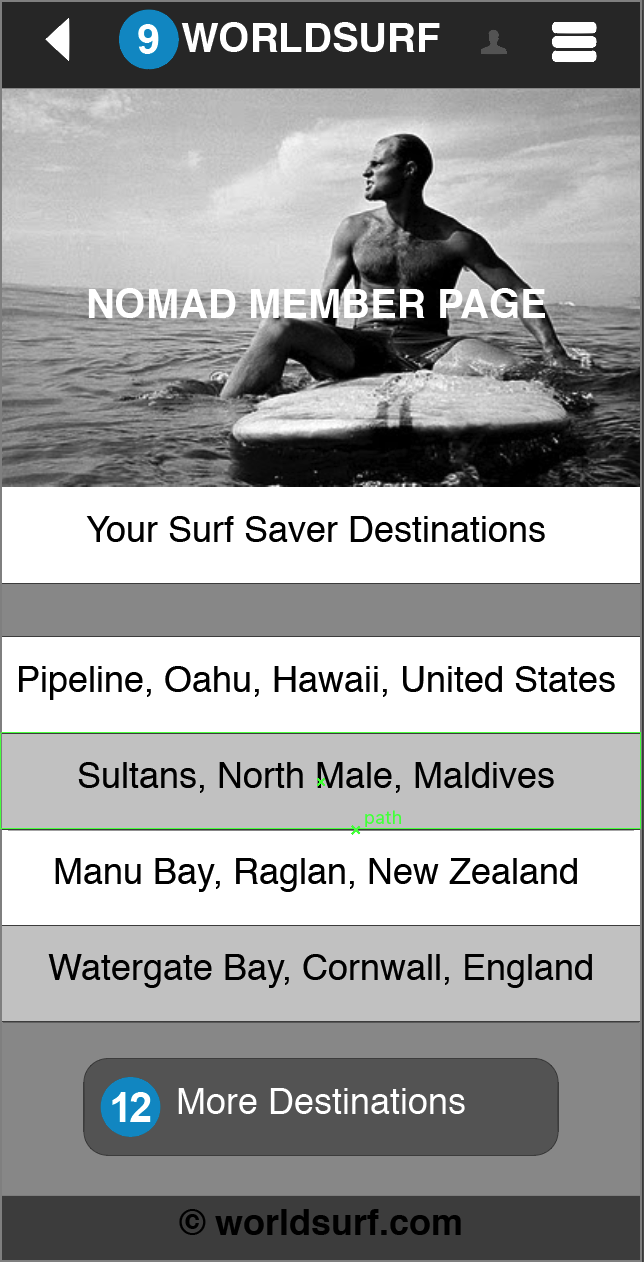 9 WORLDSURF
NOMAD MEMBER PAGE
Your Surf Saver Destinations
Pipeline, Oahu, Hawaii, United States
Sultans, North Male, Maldives
path
Manu Bay, Raglan, New Zealand
Watergate Bay, Cornwall, England
12 More Destinations
© worldsurf.com